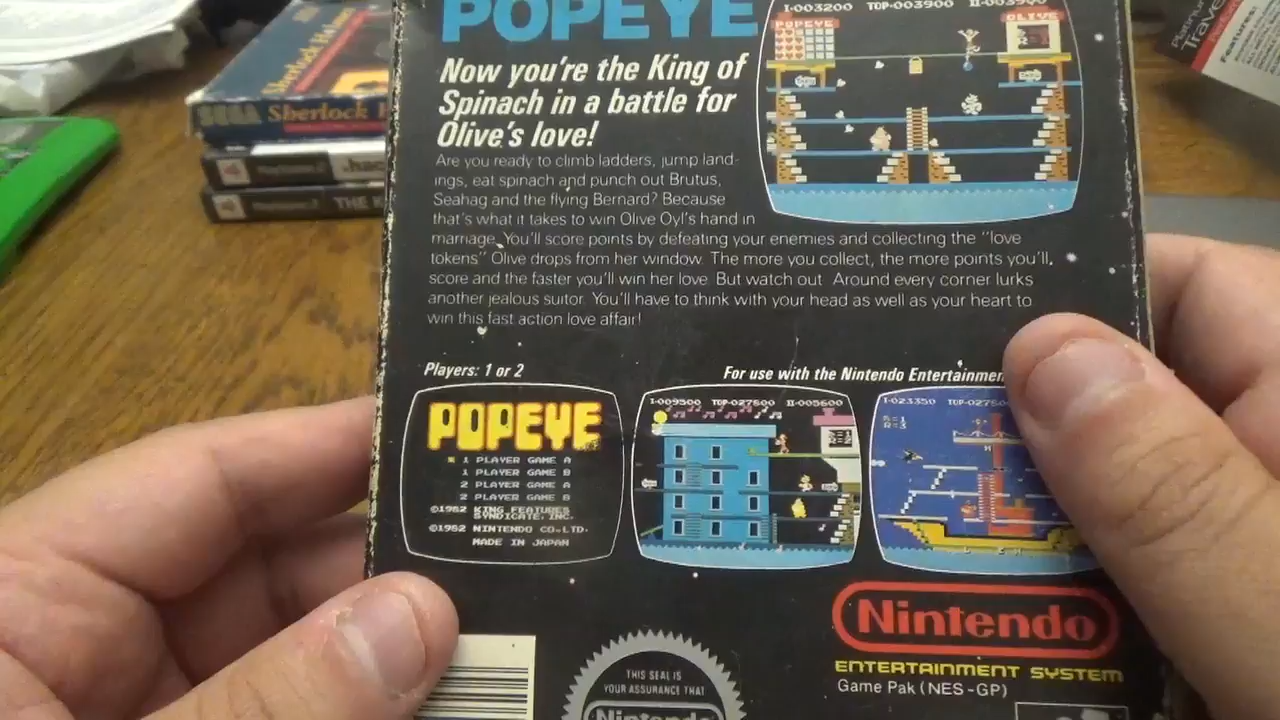 POPEYE
Now you're the King of
Spinach in a battle for
Olive's love!
Are you ready to climb ladders, jump land-
ings, eat spinach and punch out Brutus,
Seahag and the flying Bernard? Because
that's what it takes to win Olive Oyl's hand in
marriage. You'll score points by defeating your enemies and collecting the "love
tokens" Olive drops from her window. The more you collect, the more points you'll
score and the faster you'll win her love. But watch out. Around every corner lurks
another jealous suitor. You'll have to think with your head as well as your heart to
win this fast action love affair!
I-003200 TOP-003900 II-003900
POPEYE
OLIVE
Players: 1 or 2
For use with the Nintendo Entertainmen
POPEYE
1 PLAYER GAME A
1 PLAYER GAME B
2 PLAYER GAME A
2 PLAYER GAME B
©1982 KING FEATURES
SYNDICATE, INC.
©1982 NINTENDO CO.LTD.
MADE IN JAPAN
I-009500 TOP-027800 II-005600
I-023350
Nintendo
ENTERTAINMENT SYSTEM
Game Pak (NES-GP)
THIS SEAL IS
YOUR ASSURANCE THAT
Nintendo
SEGA Sherlock
THE
Features: